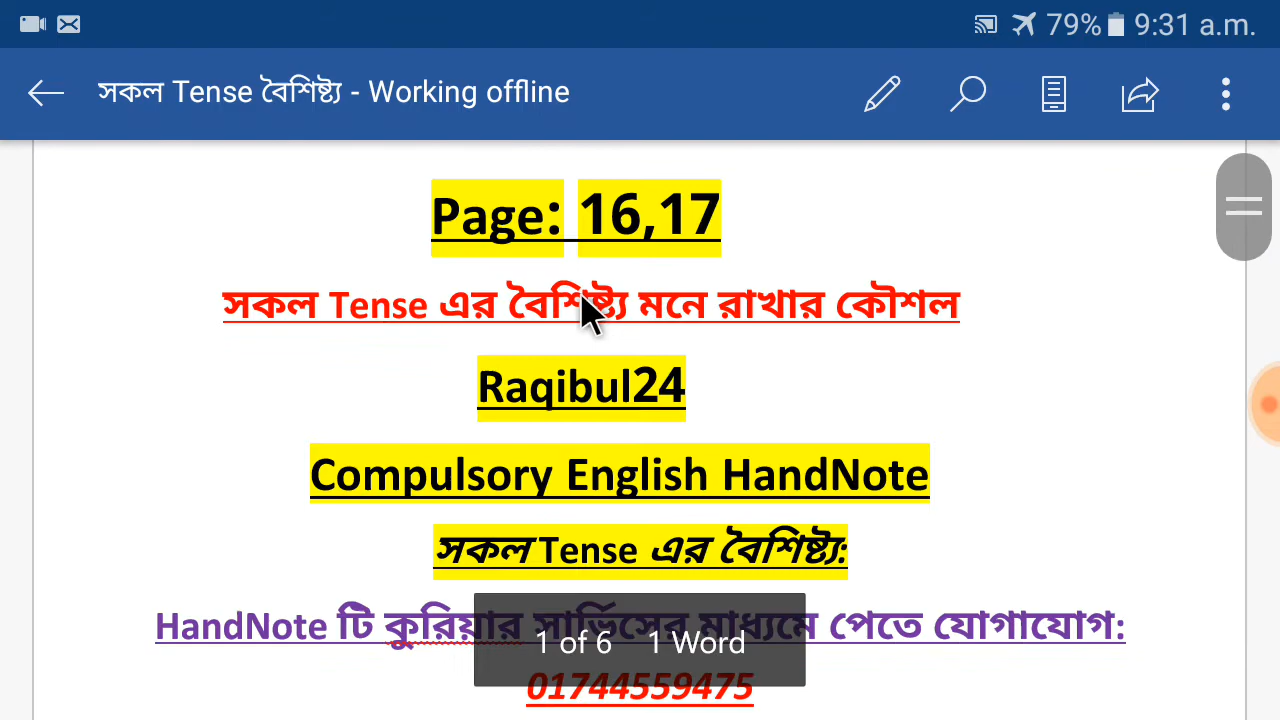 79% 9:31 a.m.
সকল Tense বৈশিষ্ট্য - Working offline
Page: 16,17
সকল Tense এর বৈশিষ্ট্য মনে রাখার কৌশল
Raqibul24
Compulsory English HandNote
সকল Tense এর বৈশিষ্ট্য:
HandNote টি কুরিয়ার সার্ভিসের মাধ্যমে পেতে যোগাযোগ:
1 of 6 1 Word
01744559475